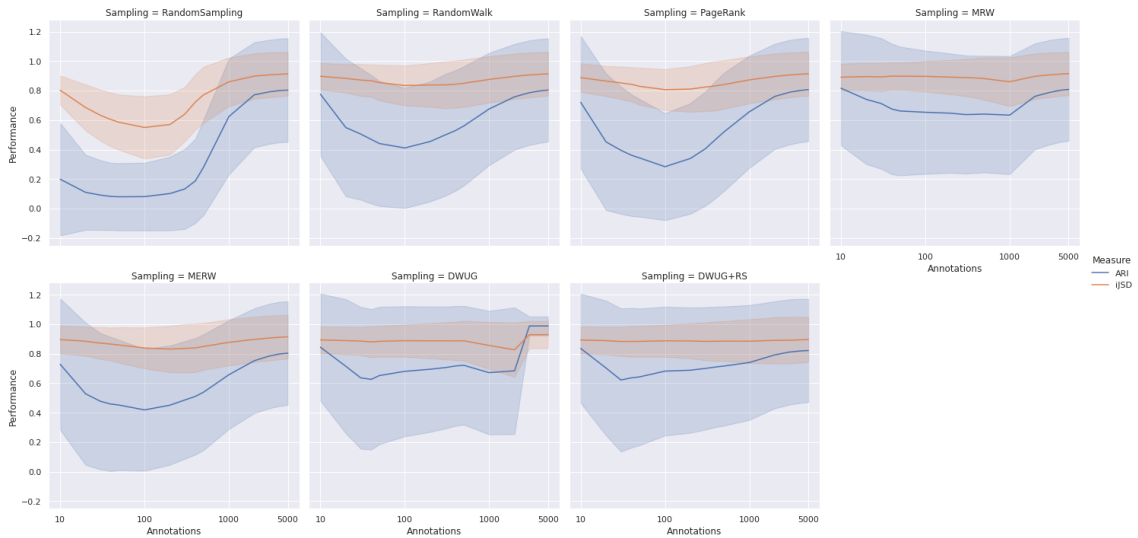 Sampling = RandomSampling
Sampling = RandomWalk
Sampling = PageRank
Sampling = MRW
1.2
1.0
0.8
0.6
0.4
0.2
0.0
−0.2
Performance
10
100
1000
5000
Annotations
Measure
ARI
iJSD
Sampling = MERW
Sampling = DWUG
Sampling = DWUG+RS
1.2
1.0
0.8
0.6
0.4
0.2
0.0
−0.2
Performance
10
100
1000
5000
Annotations
10
100
1000
5000
Annotations
10
100
1000
5000
Annotations